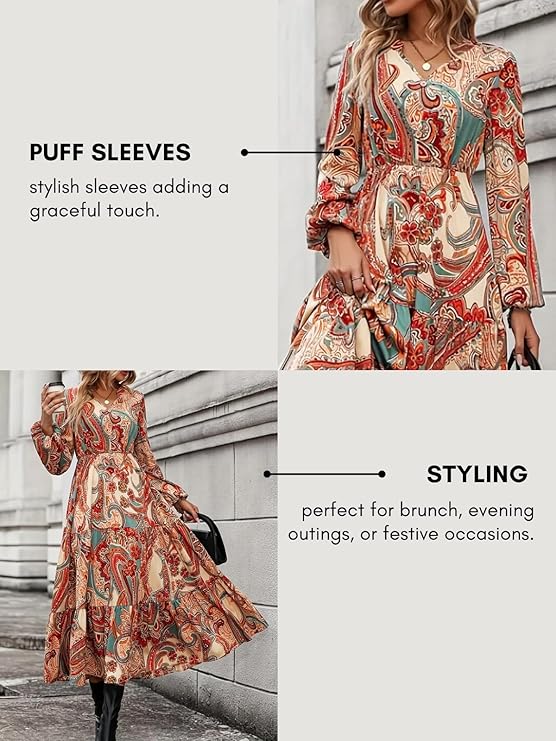 PUFF SLEEVES
stylish sleeves adding a
graceful touch.
STYLING
perfect for brunch, evening
outings, or festive occasions.